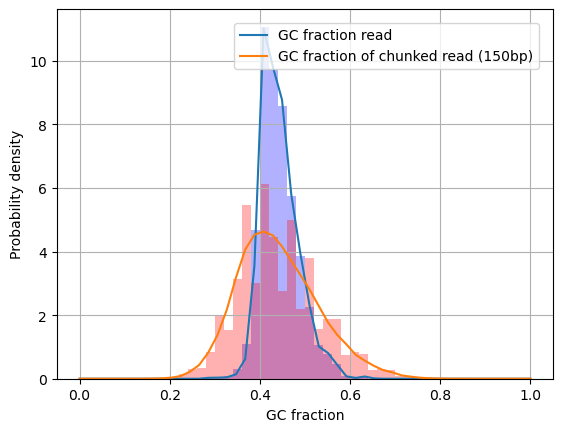 GC fraction read
GC fraction of chunked read (150bp)
Probability density
10
8
6
4
2
0
0.0 0.2 0.4 0.6 0.8 1.0
GC fraction